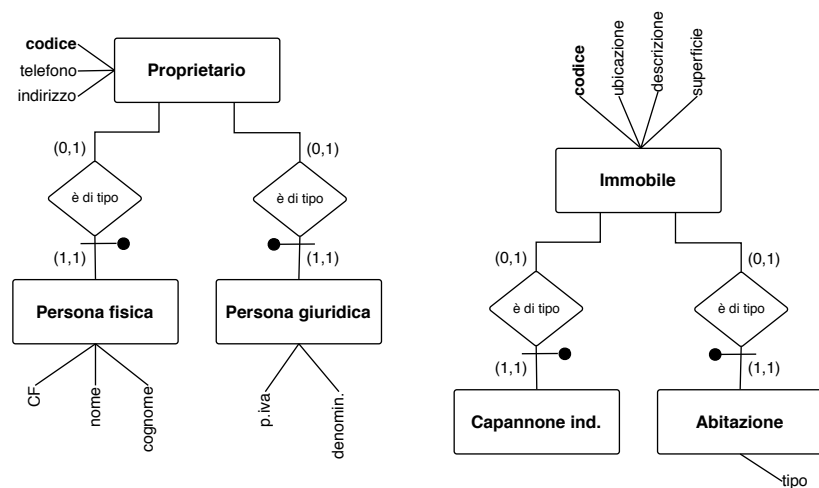 codice
telefono
indirizzo
Proprietario
(0,1)
(0,1)
è di tipo
è di tipo
(1,1)
(1,1)
Persona fisica
Persona giuridica
CF
nome
cognome
p.iva
denomin.
codice
ubicazione
descrizione
superficie
Immobile
(0,1)
(0,1)
è di tipo
è di tipo
(1,1)
(1,1)
Capannone ind.
Abitazione
tipo